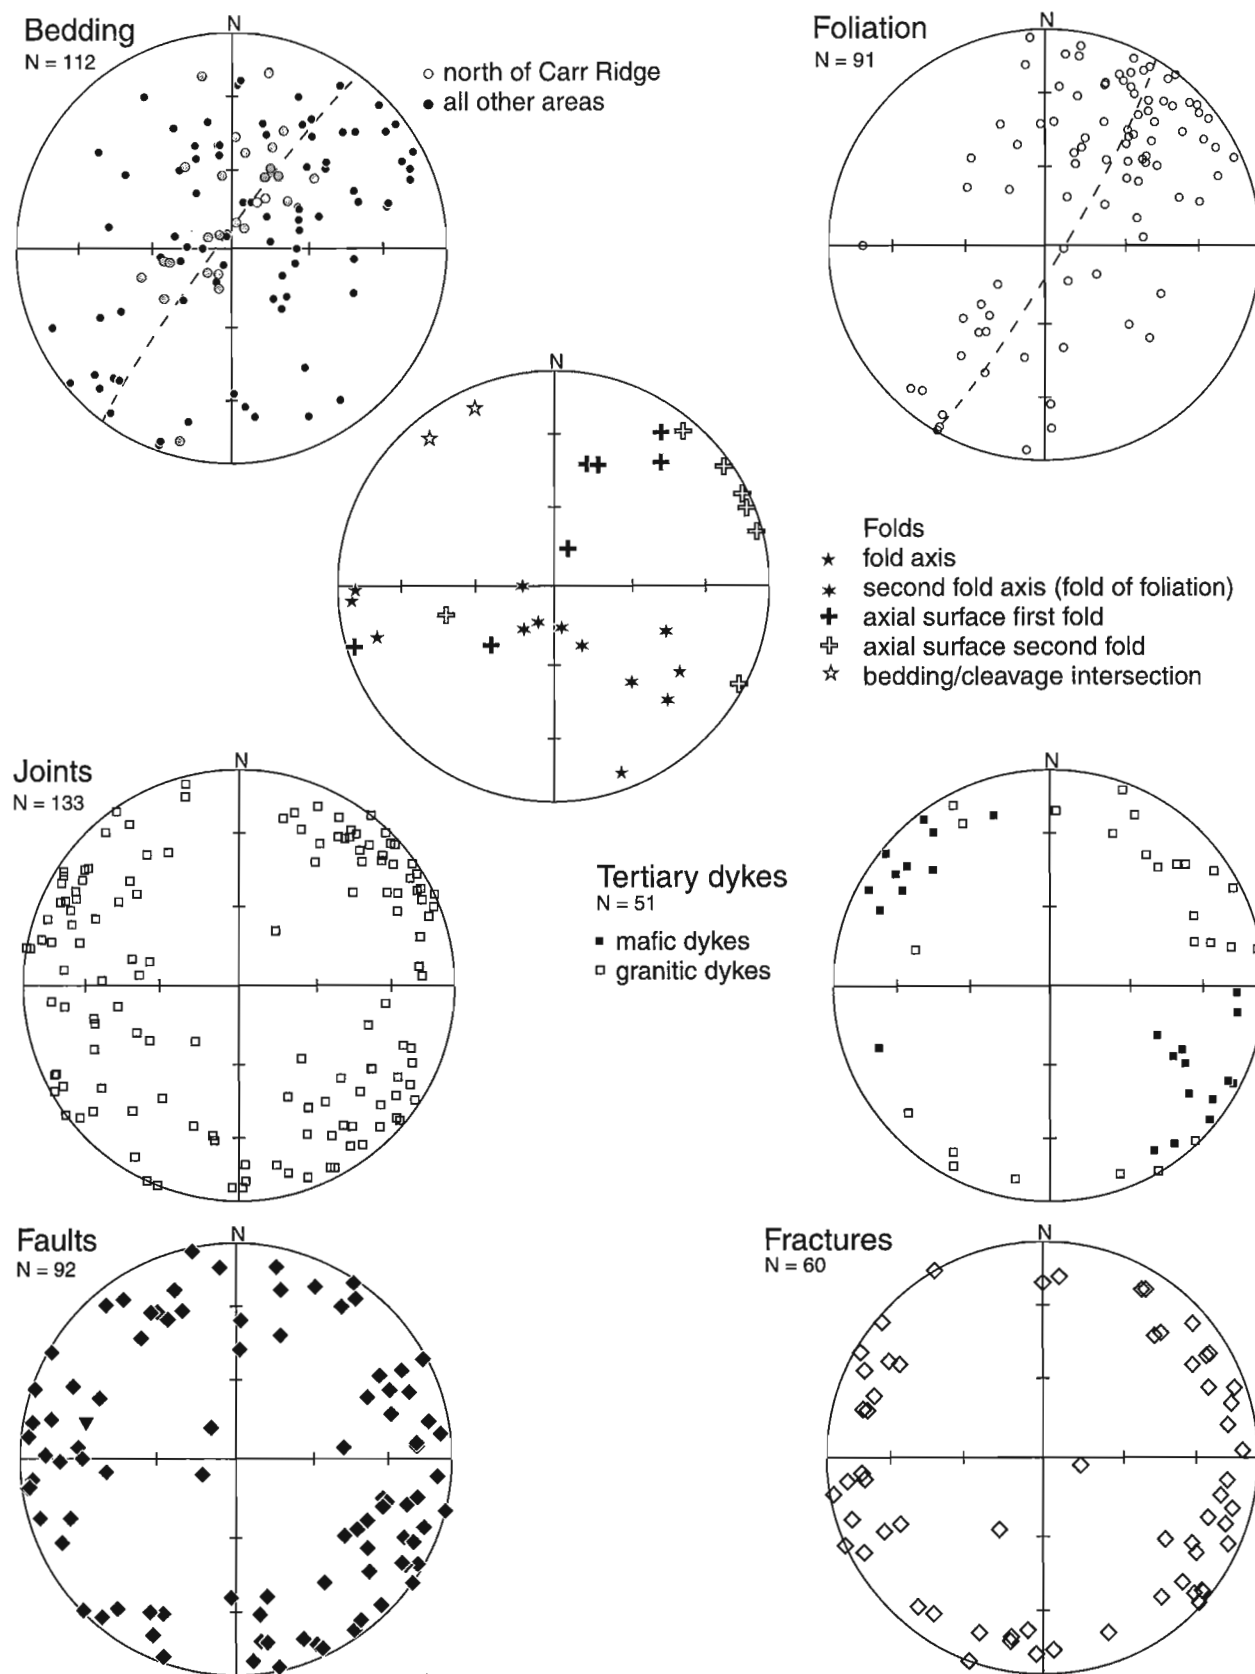 Bedding
N = 112
N
north of Carr Ridge
all other areas
Foliation
N = 91
N
N
Folds
fold axis
second fold axis (fold of foliation)
axial surface first fold
axial surface second fold
bedding/cleavage intersection
Joints
N = 133
N
Tertiary dykes
N = 51
mafic dykes
granitic dykes
N
Faults
N = 92
N
Fractures
N = 60
N